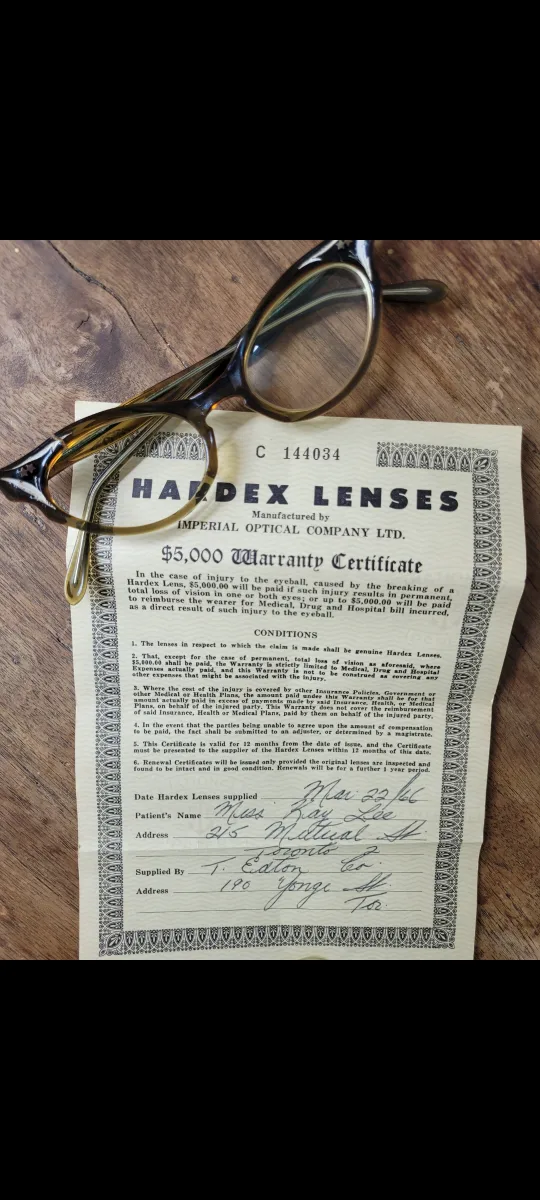 C 144034
HARDEX LENSES
Manufactured by
IMPERIAL OPTICAL COMPANY LTD.
$5,000 Warranty Certificate
In the case of injury to the eyeball, caused by the breaking of a
Hardex Lens, $5,000.00 will be paid if such injury results in permanent,
total loss of vision in one or both eyes; or up to $5,000.00 will be paid
to reimburse the wearer for Medical, Drug and Hospital bill incurred,
as a direct result of such injury to the eyeball.
CONDITIONS
1. The lenses in respect to which the claim is made shall be genuine Hardex Lenses.
2. That, except for the case of permanent, total loss of vision as aforesaid, where
$5,000.00 shall be paid, the Warranty is strictly limited to Medical, Drug and Hospital
Expenses actually paid, and this Warranty is not to be construed as covering any
other expenses that might be associated with the injury.
3. Where the cost of the injury is covered by other Insurance Policies, Government or
other Medical or Health Plans, the amount paid under this Warranty shall be for that
amount actually paid in excess of payments made by said Insurance, Health, or Medical
Plans, on behalf of the injured party. This Warranty does not cover the reimbursement
of said Insurance, Health or Medical Plans, paid by them on behalf of the injured party.
4. In the event that the parties being unable to agree upon the amount of compensation
to be paid, the fact shall be submitted to an adjuster, or determined by a magistrate.
5. This Certificate is valid for 12 months from the date of issue, and the Certificate
must be presented to the supplier of the Hardex Lenses within 12 months of this date.
6. Renewal Certificates will be issued only provided the original lenses are inspected and
found to be intact and in good condition. Renewals will be for a further 1 year period.
Date Hardex Lenses supplied Mar 22/66
Patient's Name Miss Kay Lee
Address 215 Mutual St.
Toronto 2
Supplied By T. Eaton Co.
Address 190 Yonge St.
Tor.